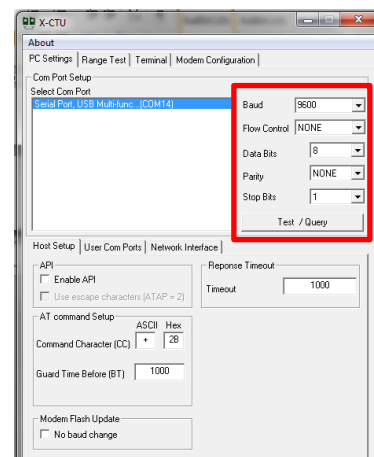 X-CTU
About
PC Settings Range Test Terminal Modem Configuration
Com Port Setup
Select Com Port
Serial Port, USB Multi-func...(COM14)
Baud 9600
Flow Control NONE
Data Bits 8
Parity NONE
Stop Bits 1
Test / Query
Host Setup User Com Ports Network Interface
API
Enable API
Use escape characters (ATAP = 2)
Reponse Timeout
Timeout 1000
AT command Setup
ASCII Hex
Command Character (CC) + 2B
Guard Time Before (BT) 1000
Modem Flash Update
No baud change